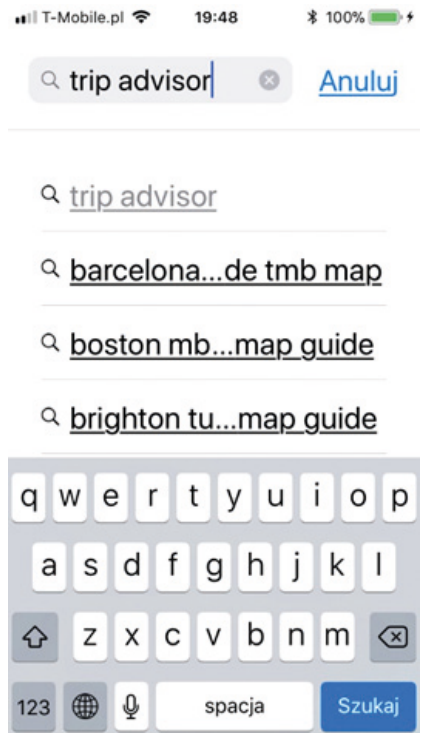 T-Mobile.pl 19:48 100%
trip advisor Anuluj
trip advisor
barcelona...de tmb map
boston mb...map guide
brighton tu...map guide
q w e r t y u i o p
a s d f g h j k l
z x c v b n m
123 spacja Szukaj